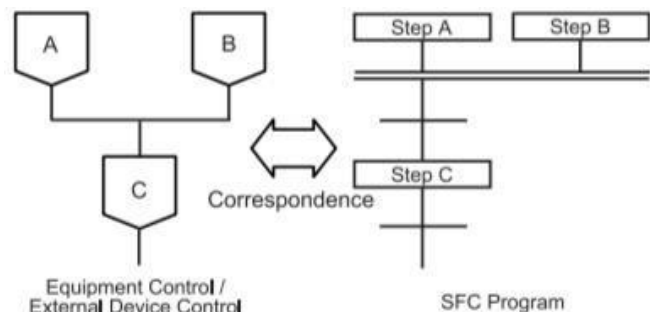 A
B
C
Step A
Step B
Step C
Correspondence
Equipment Control /
External Device Control
SFC Program